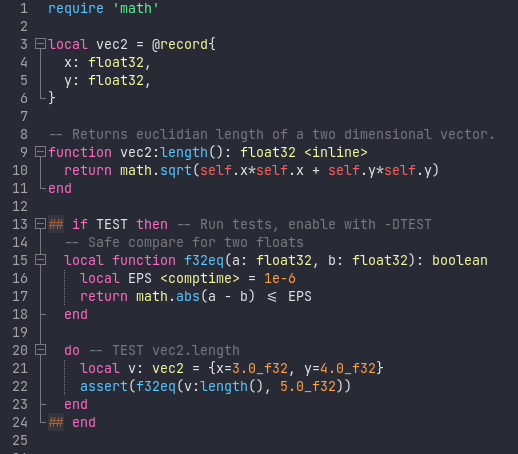 1 require 'math'
2
3 local vec2 = @record{
4   x: float32,
5   y: float32,
6 }
7
8 -- Returns euclidian length of a two dimensional vector.
9 function vec2:length(): float32 <inline>
10   return math.sqrt(self.x*self.x + self.y*self.y)
11 end
12
13 ## if TEST then -- Run tests, enable with -DTEST
14   -- Safe compare for two floats
15   local function f32eq(a: float32, b: float32): boolean
16     local EPS <comptime> = 1e-6
17     return math.abs(a - b) <= EPS
18   end
19
20   do -- TEST vec2.length
21     local v: vec2 = {x=3.0_f32, y=4.0_f32}
22     assert(f32eq(v:length(), 5.0_f32))
23   end
24 ## end
25